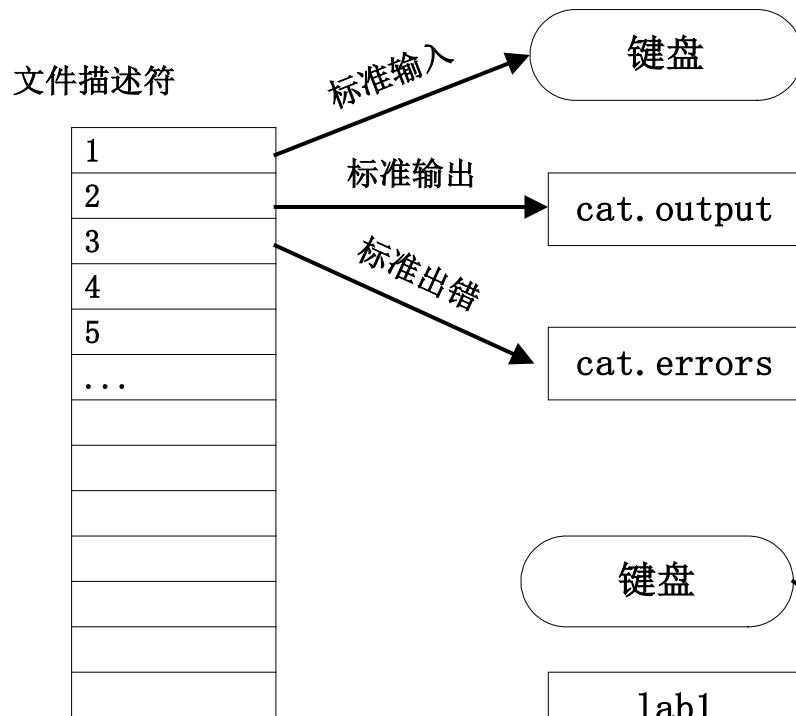 文件描述符
1
2
3
4
5
...
标准输入
标准输出
标准出错
键盘
cat.output
cat.errors
键盘
lab1